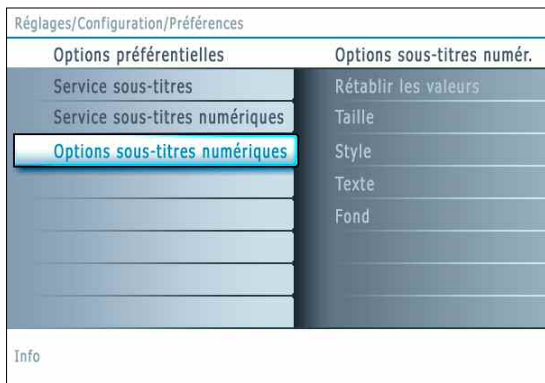 Réglages/Configuration/Préférences
Options préférentielles
Options sous-titres numér.
Service sous-titres
Rétablir les valeurs
Service sous-titres numériques
Taille
Options sous-titres numériques
Style
Texte
Fond
Info